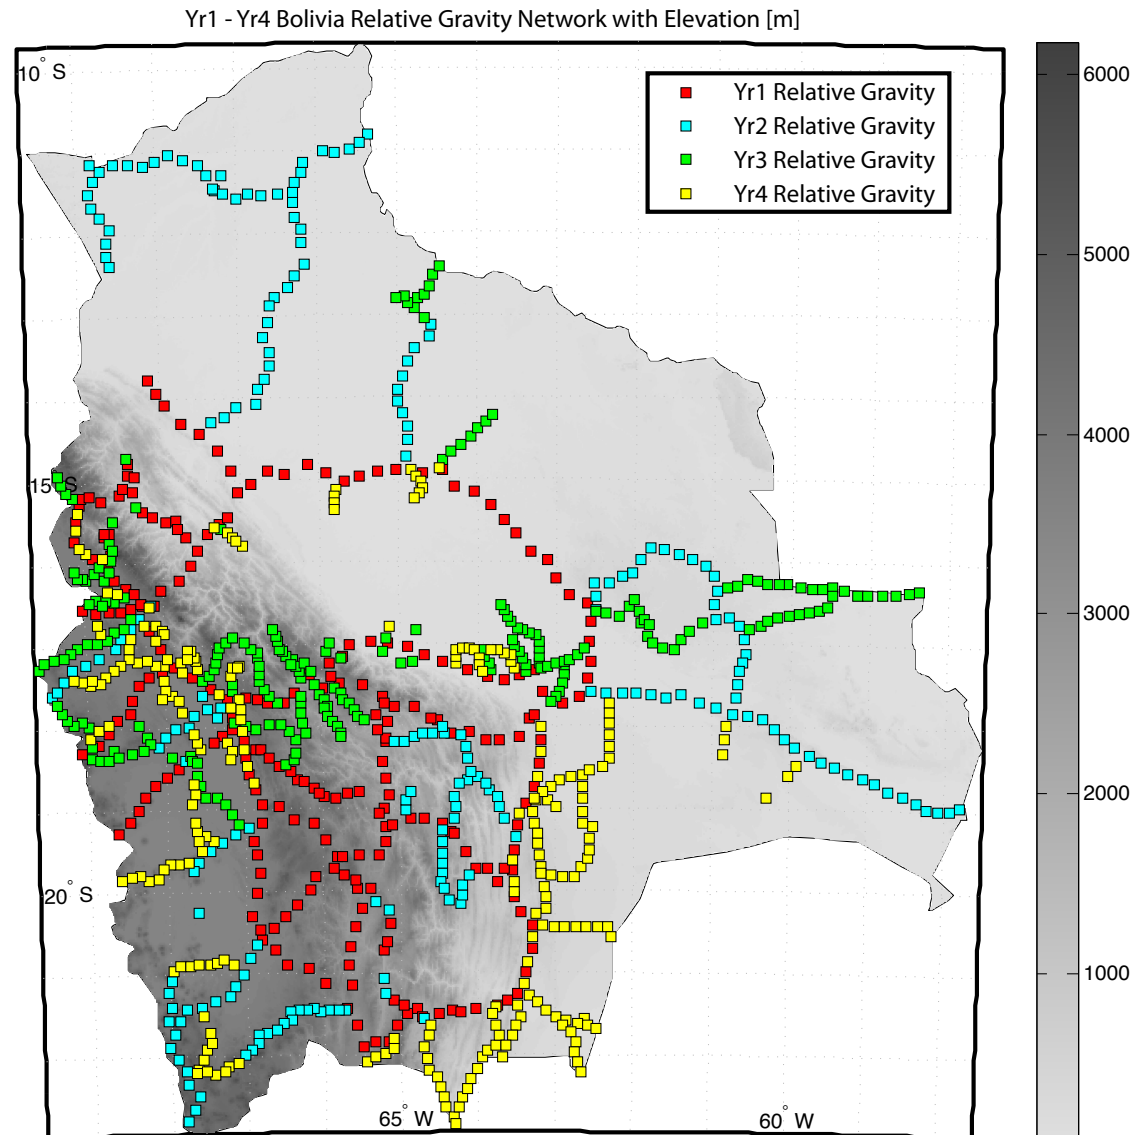 Yr1 - Yr4 Bolivia Relative Gravity Network with Elevation [m]
10° S
Yr1 Relative Gravity
Yr2 Relative Gravity
Yr3 Relative Gravity
Yr4 Relative Gravity
6000
5000
4000
15° S
3000
2000
20° S
1000
65° W
60° W